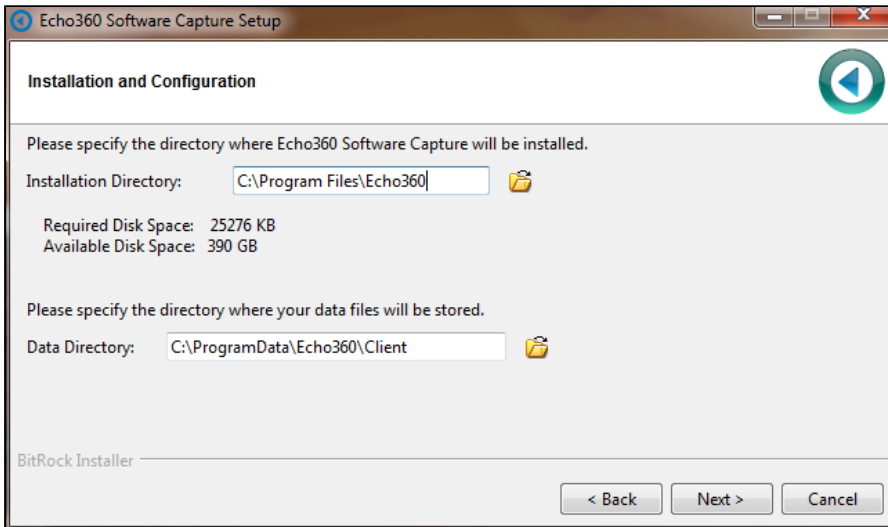 Echo360 Software Capture Setup
Installation and Configuration
Please specify the directory where Echo360 Software Capture will be installed.
Installation Directory: C:\Program Files\Echo360
Required Disk Space: 25276 KB
Available Disk Space: 390 GB
Please specify the directory where your data files will be stored.
Data Directory: C:\ProgramData\Echo360\Client
BitRock Installer
< Back Next > Cancel